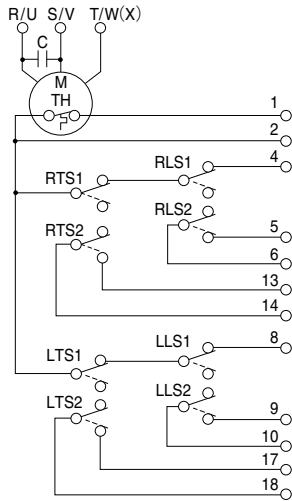 R/U S/V T/W(X)
C
M
TH
1
2
4
RTS1 RLS1
RLS2
RTS2
5
6
13
14
8
LTS1 LLS1
LLS2
LTS2
9
10
17
18